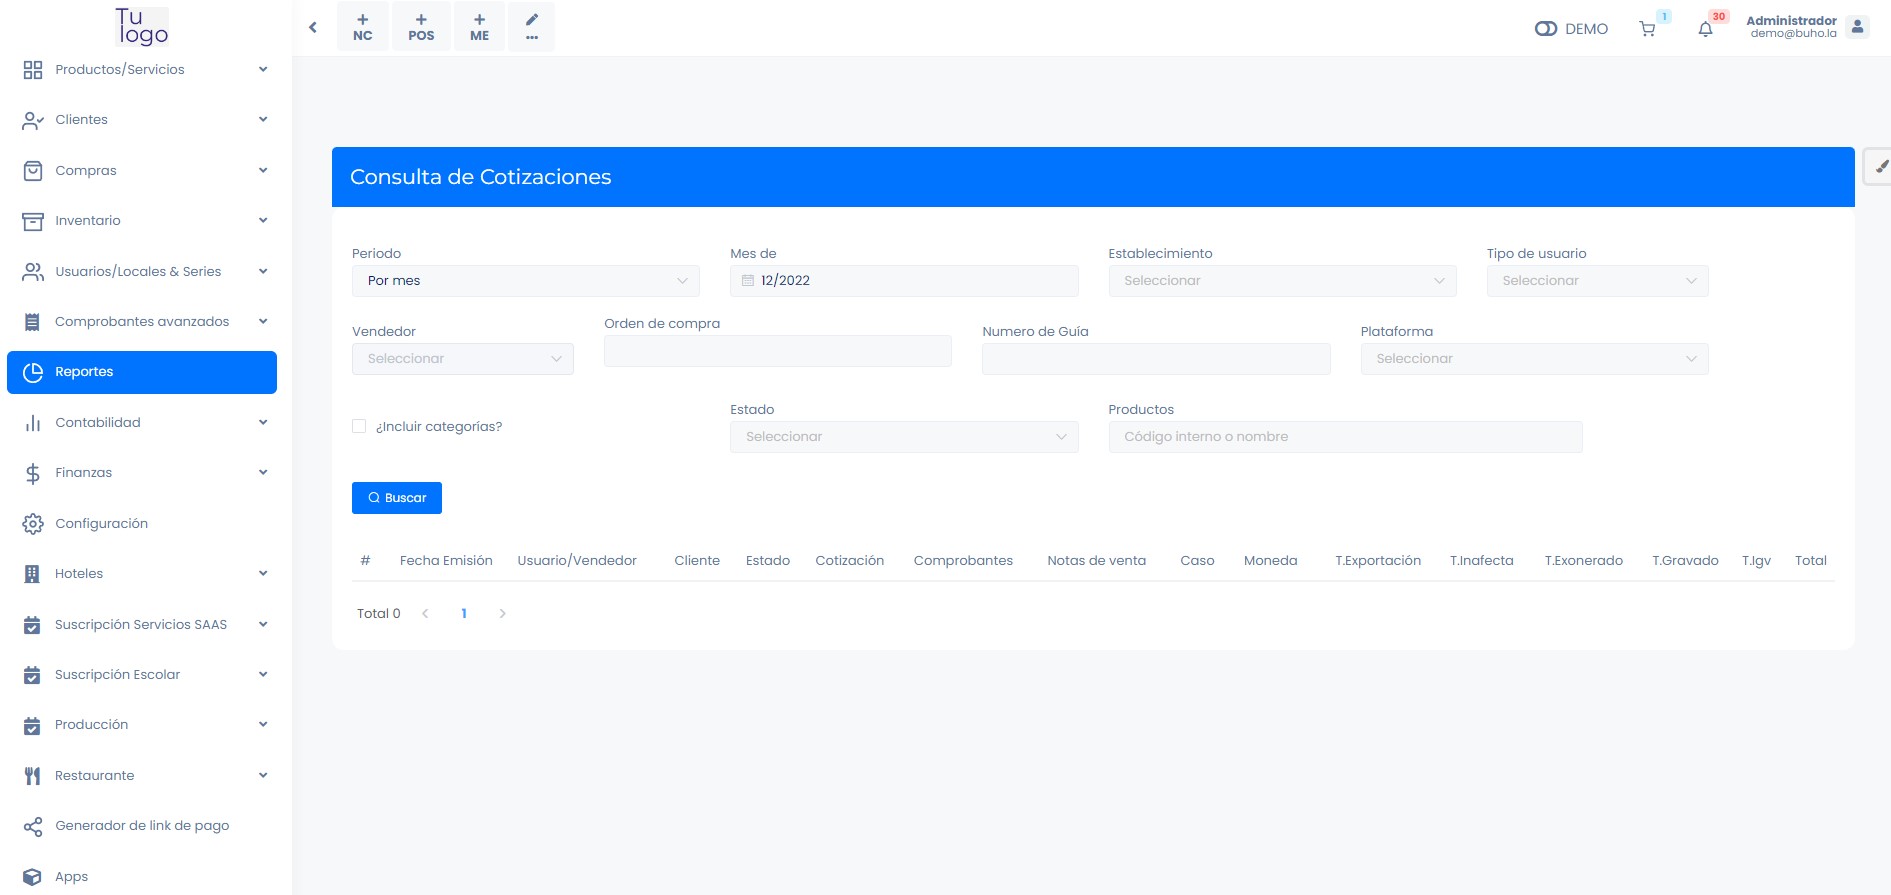 Tu
logo
Productos/Servicios
Clientes
Compras
Inventario
Usuarios/Locales & Series
Comprobantes avanzados
Reportes
Contabilidad
Finanzas
Configuración
Hoteles
Suscripción Servicios SAAS
Suscripción Escolar
Producción
Restaurante
Generador de link de pago
Apps
+ + +
NC POS ME ...
DEMO 1 30
Administrador
demo@buho.la
Consulta de Cotizaciones
Periodo Mes de Establecimiento Tipo de usuario
Por mes 12/2022 Seleccionar Seleccionar
Vendedor Orden de compra Numero de Guía Plataforma
Seleccionar Seleccionar
¿Incluir categorías? Estado Productos
Seleccionar Código interno o nombre
Buscar
# Fecha Emisión Usuario/Vendedor Cliente Estado Cotización Comprobantes Notas de venta Caso Moneda T.Exportación T.Inafecta T.Exonerado T.Gravado T.Igv Total
Total 0 < 1 >